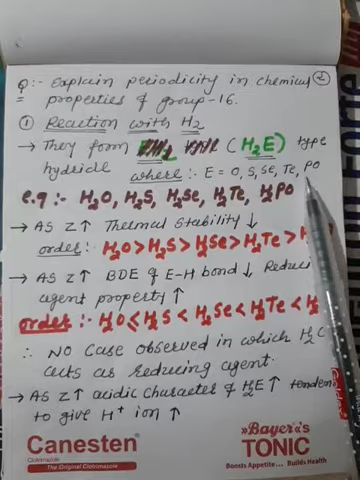 Q:- Explain periodicity in chemical ②
= properties of group-16.
① Reaction with H₂
→ They form (H₂E) type
hydride where :- E = O, S, Se, Te, Po
e.g :- H₂O, H₂S, H₂Se, H₂Te, H₂Po
→ As Z↑ Thermal stability ↓
order: H₂O > H₂S > H₂Se > H₂Te > H
→ As Z↑ BDE of E-H bond ↓ Reduci
agent property ↑
order :- H₂O < H₂S < H₂Se < H₂Te < H
∴ No case observed in which H₂O
acts as reducing agent.
→ As Z↑ acidic character of H₂E ↑ tenden
to give H⁺ ion ↑
Canesten®
Clotrimazole
The Original Clotrimazole
»Bayer's
TONIC
Boosts Appetite... Builds Health